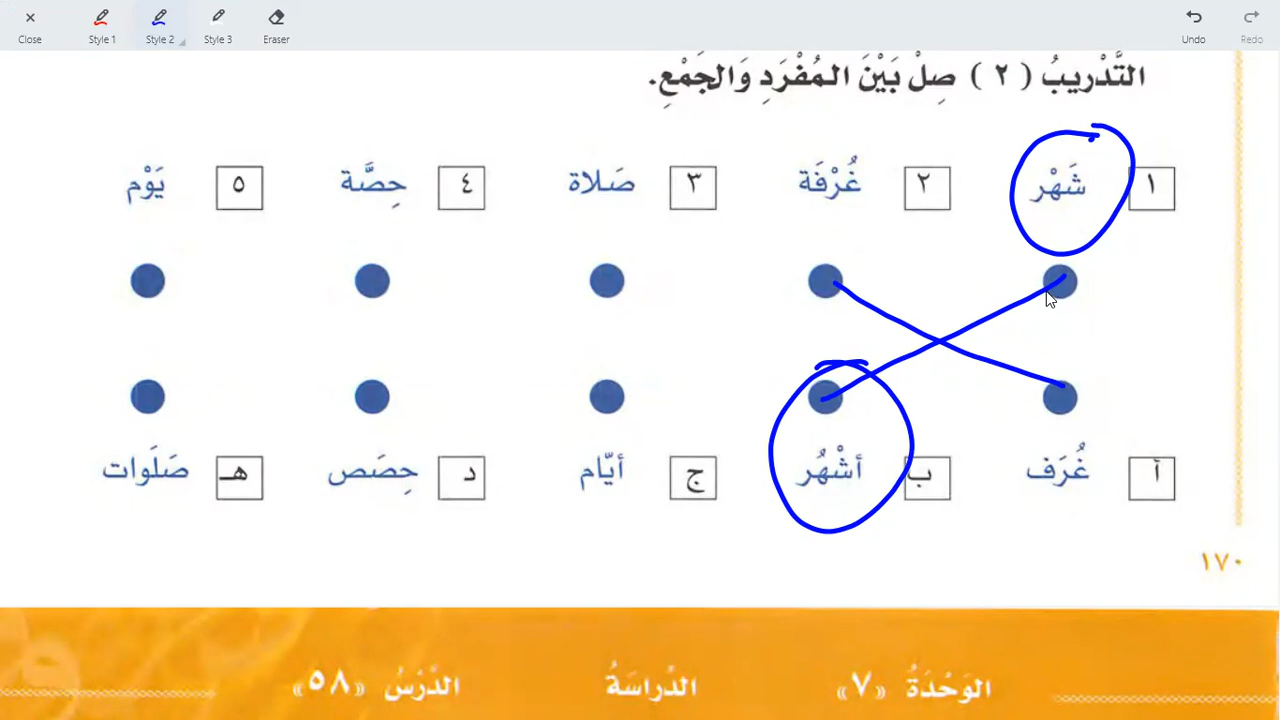 Close Style 1 Style 2 Style 3 Eraser Undo Redo
التَّدْرِيبُ ( ٢ ) صِلْ بَيْنَ المُفْرَدِ وَالجَمْعِ.
١ شَهْر ٢ غُرْفَة ٣ صَلاة ٤ حِصَّة ٥ يَوْم
أ غُرَف ب أشْهُر ج أيّام د حِصَص هـ صَلَوات
١٧٠
الوَحْدَةُ «٧» الدِّراسَةُ الدَّرْسُ «٥٨»